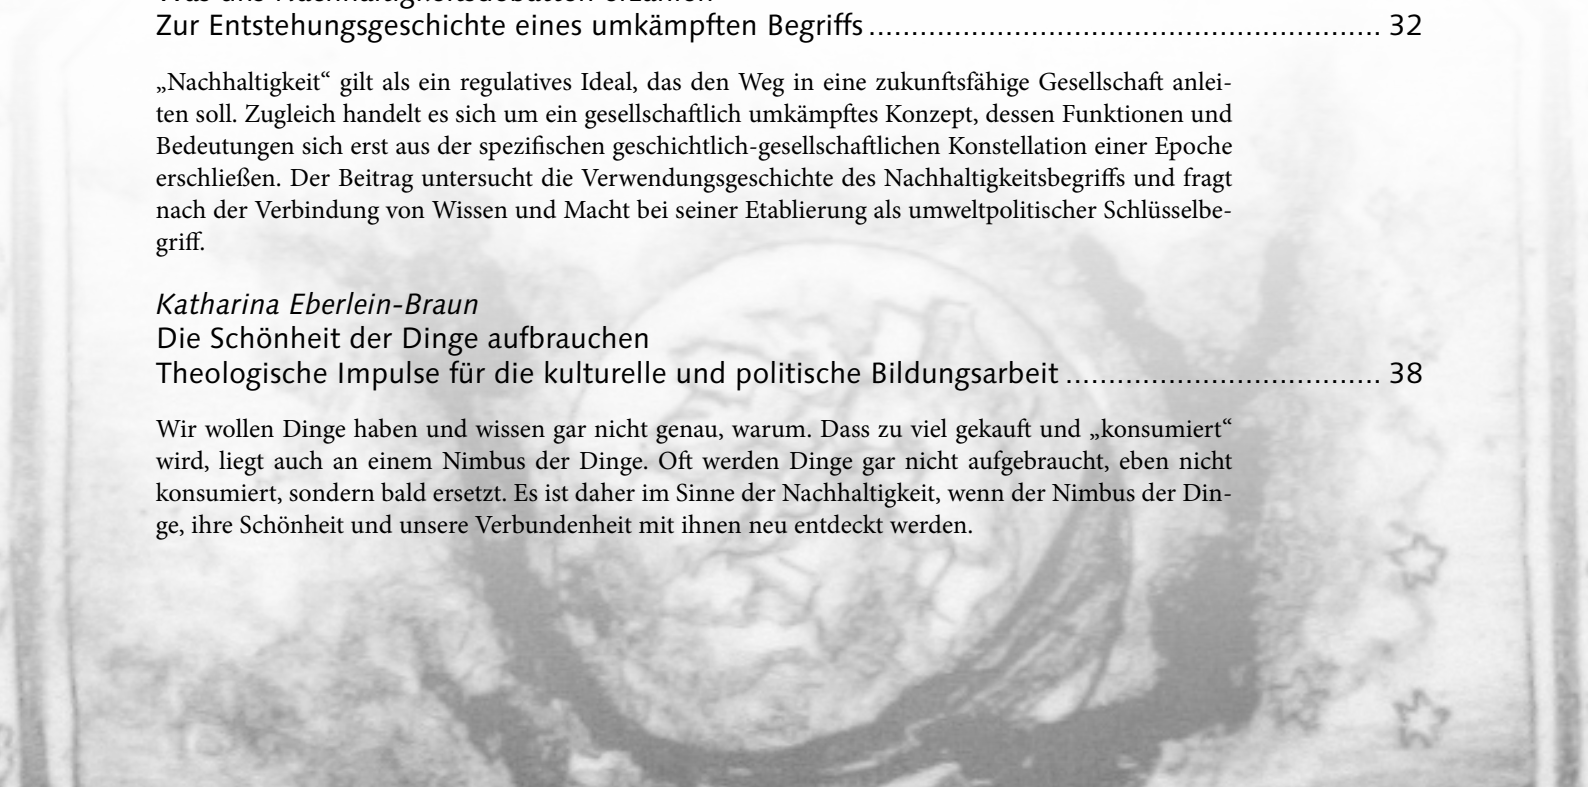 Was uns Nachhaltigkeitsdebatten erzählen
Zur Entstehungsgeschichte eines umkämpften Begriffs ................................................................ 32
„Nachhaltigkeit“ gilt als ein regulatives Ideal, das den Weg in eine zukunftsfähige Gesellschaft anlei-
ten soll. Zugleich handelt es sich um ein gesellschaftlich umkämpftes Konzept, dessen Funktionen und
Bedeutungen sich erst aus der spezifischen geschichtlich-gesellschaftlichen Konstellation einer Epoche
erschließen. Der Beitrag untersucht die Verwendungsgeschichte des Nachhaltigkeitsbegriffs und fragt
nach der Verbindung von Wissen und Macht bei seiner Etablierung als umweltpolitischer Schlüsselbe-
griff.
Katharina Eberlein-Braun
Die Schönheit der Dinge aufbrauchen
Theologische Impulse für die kulturelle und politische Bildungsarbeit ....................................... 38
Wir wollen Dinge haben und wissen gar nicht genau, warum. Dass zu viel gekauft und „konsumiert“
wird, liegt auch an einem Nimbus der Dinge. Oft werden Dinge gar nicht aufgebraucht, eben nicht
konsumiert, sondern bald ersetzt. Es ist daher im Sinne der Nachhaltigkeit, wenn der Nimbus der Din-
ge, ihre Schönheit und unsere Verbundenheit mit ihnen neu entdeckt werden.